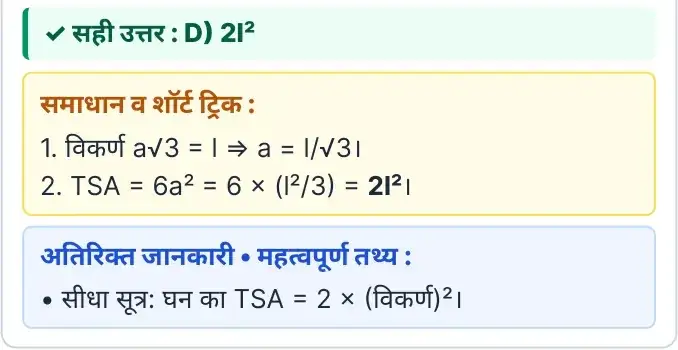 ✓ सही उत्तर : D) 2l²
समाधान व शॉर्ट ट्रिक :
1. विकर्ण a√3 = l ⇒ a = l/√3।
2. TSA = 6a² = 6 × (l²/3) = 2l²।
अतिरिक्त जानकारी • महत्वपूर्ण तथ्य :
• सीधा सूत्र: घन का TSA = 2 × (विकर्ण)²।